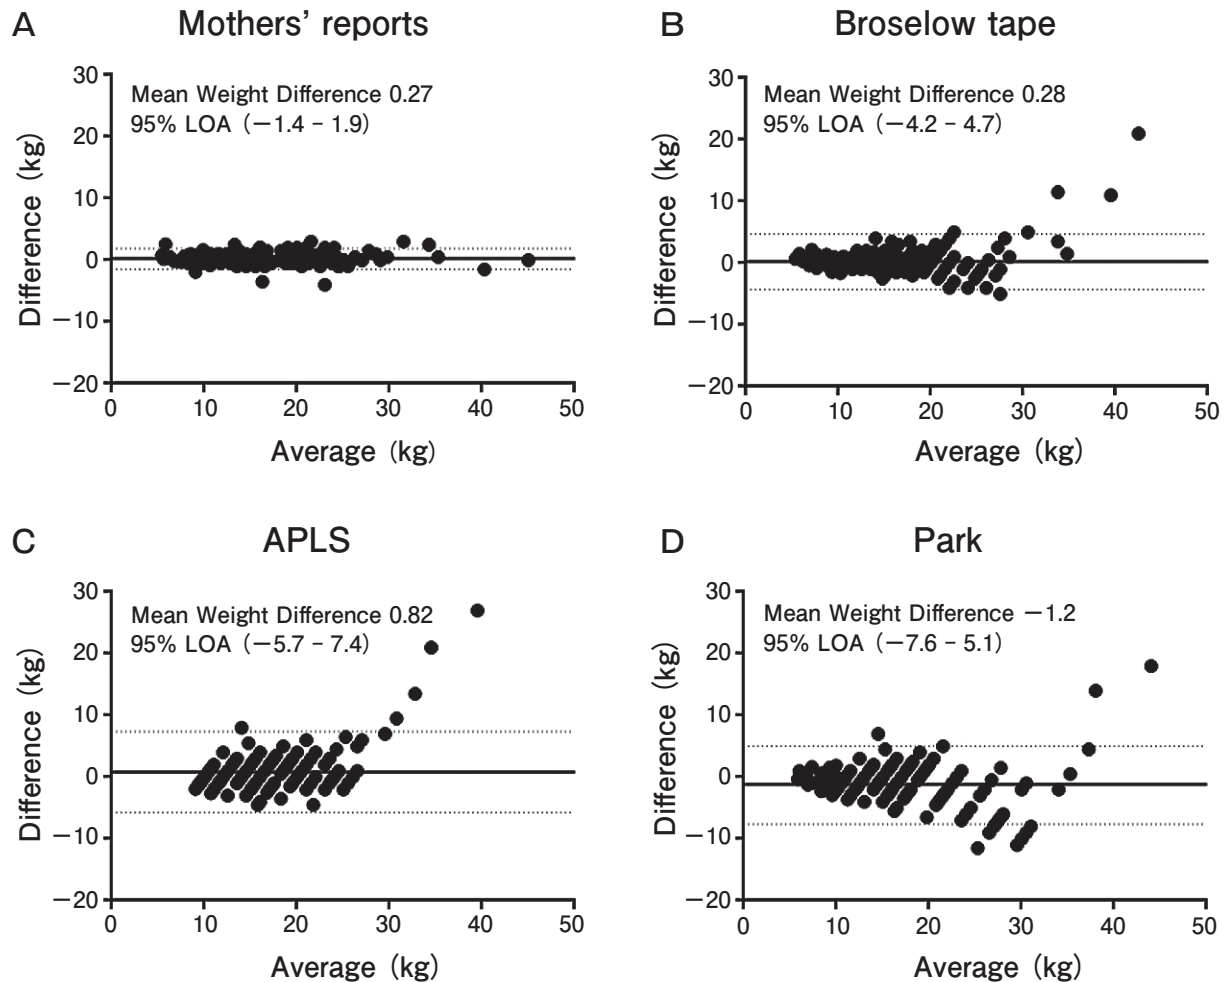 A
Mothers’ reports
Mean Weight Difference 0.27
95% LOA (−1.4 – 1.9)
Difference (kg)
30
20
10
0
−10
−20
0 10 20 30 40 50
Average (kg)
B
Broselow tape
Mean Weight Difference 0.28
95% LOA (−4.2 – 4.7)
Difference (kg)
30
20
10
0
−10
−20
0 10 20 30 40 50
Average (kg)
C
APLS
Mean Weight Difference 0.82
95% LOA (−5.7 – 7.4)
Difference (kg)
30
20
10
0
−10
−20
0 10 20 30 40 50
Average (kg)
D
Park
Mean Weight Difference −1.2
95% LOA (−7.6 – 5.1)
Difference (kg)
30
20
10
0
−10
−20
0 10 20 30 40 50
Average (kg)